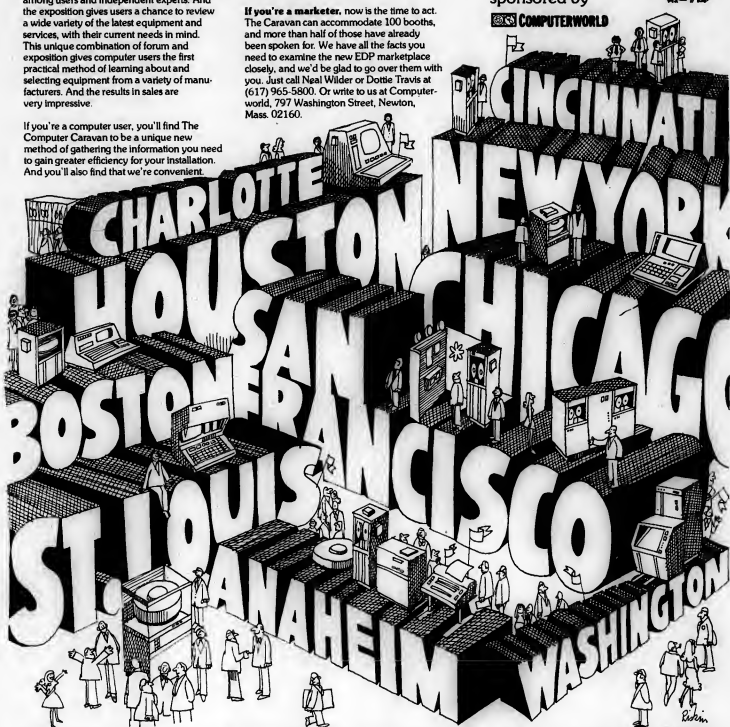 among users and independent experts. And
the exposition gives users a chance to review
a wide variety of the latest equipment and
services, with their current needs in mind.
This unique combination of forum and
exposition gives computer users the first
practical method of learning about and
selecting equipment from a variety of manu-
facturers. And the results in sales are
very impressive.
If you're a computer user, you'll find The
Computer Caravan to be a unique new
method of gathering the information you need
to gain greater efficiency for your installation.
And you'll also find that we're convenient.
If you're a marketer, now is the time to act.
The Caravan can accommodate 100 booths,
and more than half of those have already
been spoken for. We have all the facts you
need to examine the new EDP marketplace
closely, and we'd be glad to go over them with
you. Just call Neal Wilder or Dottie Travis at
(617) 965-5800. Or write to us at Computer-
world, 797 Washington Street, Newton,
Mass. 02160.
sponsored by
COMPUTERWORLD
CINCINNATI
CHARLOTTE
NEW YORK
HOUSTON
CHICAGO
SAN
FRANCISCO
BOSTON
ST. LOUIS
ANAHEIM
WASHINGTON